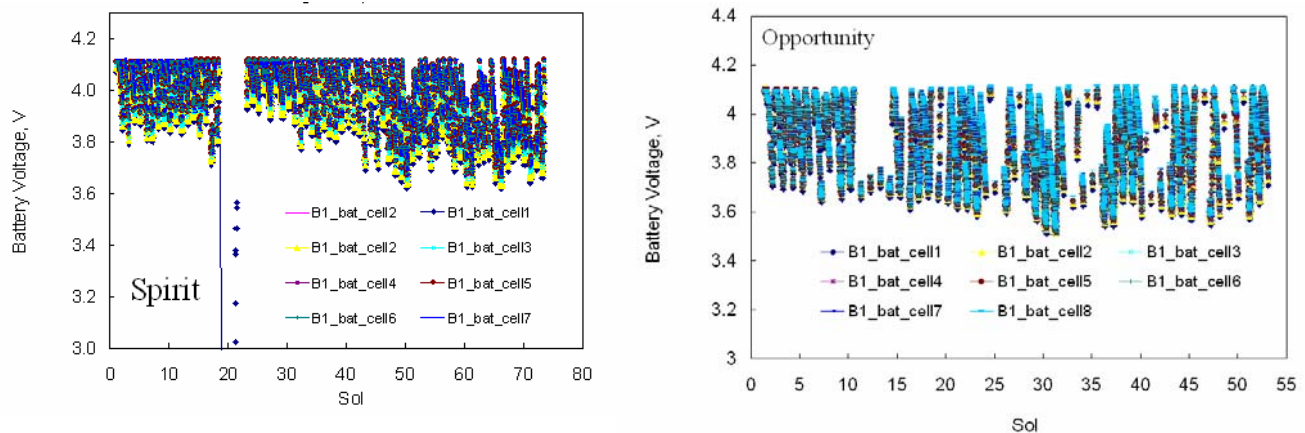 4.2
4.0
3.8
3.6
3.4
3.2
3.0
Battery Voltage, V
0 10 20 30 40 50 60 70 80
Sol
Spirit
B1_bat_cell2 B1_bat_cell1
B1_bat_cell2 B1_bat_cell3
B1_bat_cell4 B1_bat_cell5
B1_bat_cell6 B1_bat_cell7
4.4
4.2
4
3.8
3.6
3.4
3.2
3
Battery Voltage, V
0 5 10 15 20 25 30 35 40 45 50 55
Sol
Opportunity
B1_bat_cell1 B1_bat_cell2 B1_bat_cell3
B1_bat_cell4 B1_bat_cell5 B1_bat_cell6
B1_bat_cell7 B1_bat_cell8